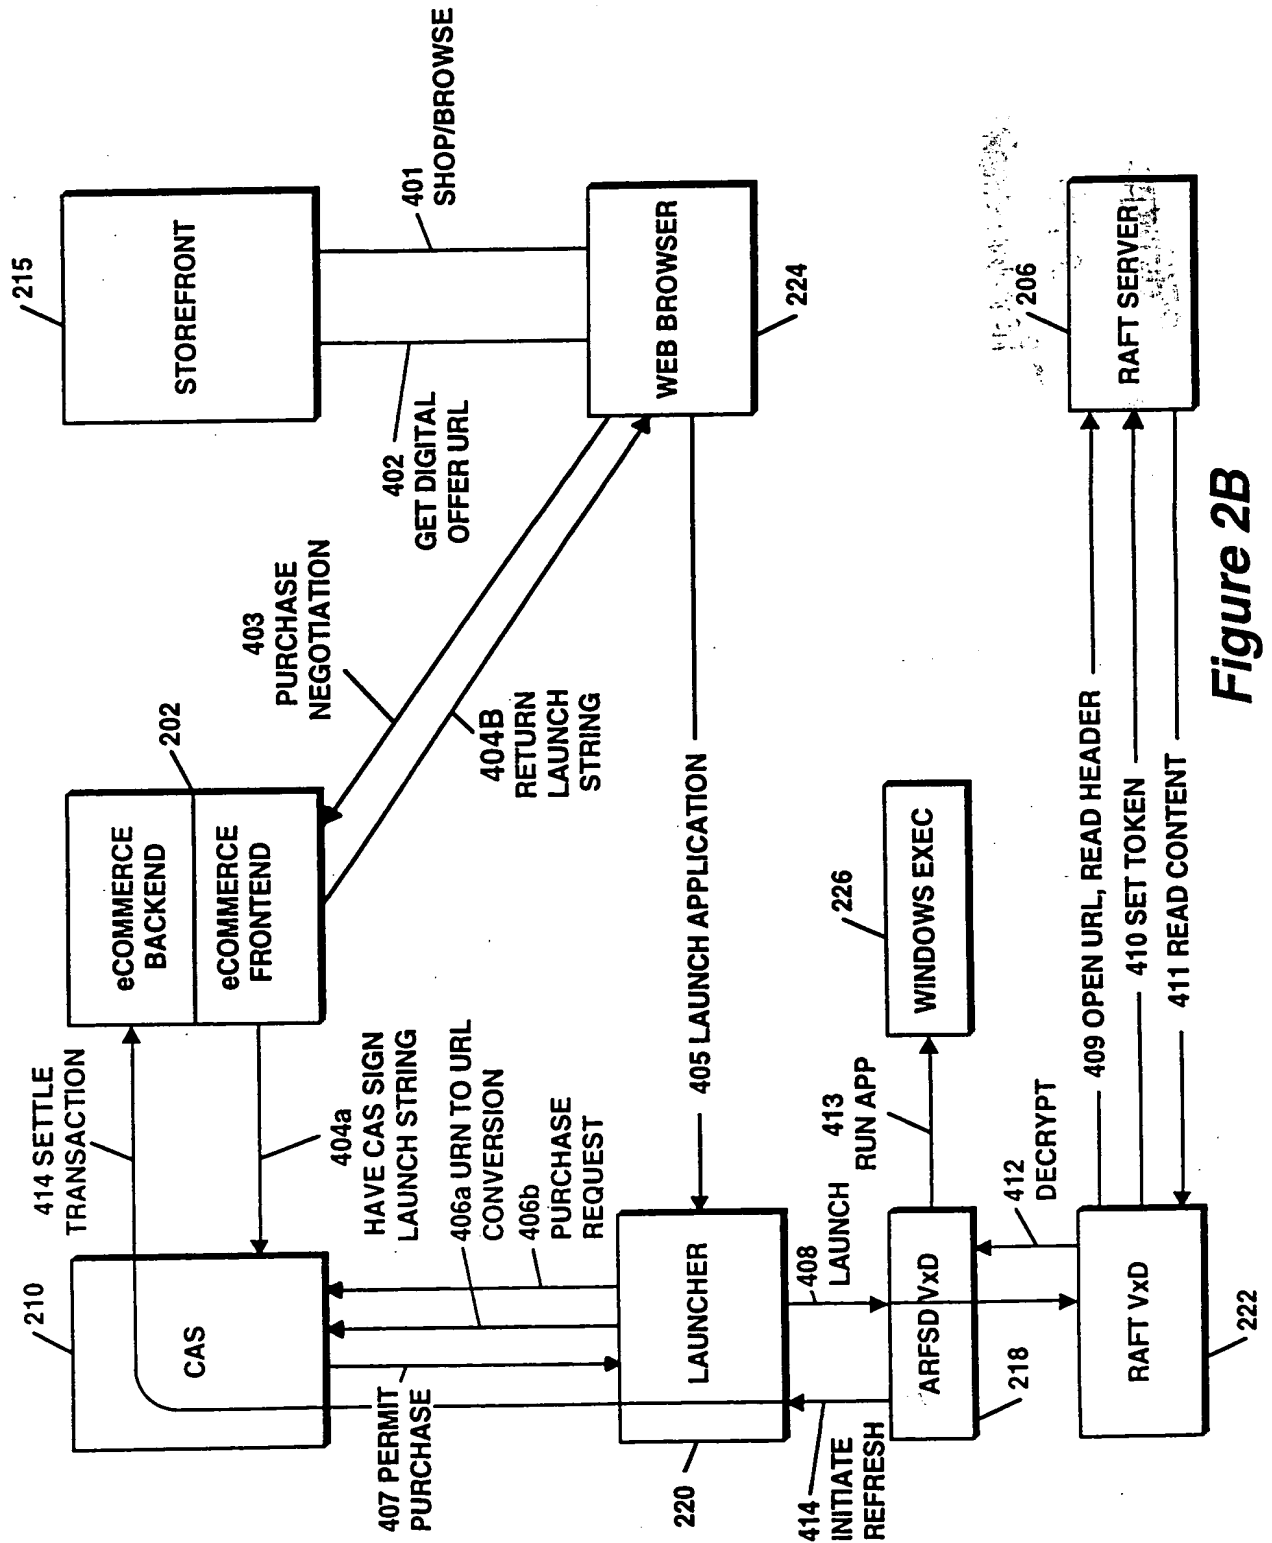 215
STOREFRONT
401
SHOP/BROWSE
402
GET DIGITAL
OFFER URL
WEB BROWSER
224
403
PURCHASE
NEGOTIATION
404B
RETURN
LAUNCH
STRING
202
eCOMMERCE
BACKEND
eCOMMERCE
FRONTEND
414 SETTLE
TRANSACTION
404a
HAVE CAS SIGN
LAUNCH STRING
406a URN TO URL
CONVERSION
406b
PURCHASE
REQUEST
210
CAS
407 PERMIT
PURCHASE
405 LAUNCH APPLICATION
LAUNCHER
220
408
LAUNCH
414
INITIATE
REFRESH
ARFSD VxD
218
413
RUN APP
226
WINDOWS EXEC
412
DECRYPT
RAFT VxD
222
409 OPEN URL, READ HEADER
410 SET TOKEN
411 READ CONTENT
206
RAFT SERVER
Figure 2B